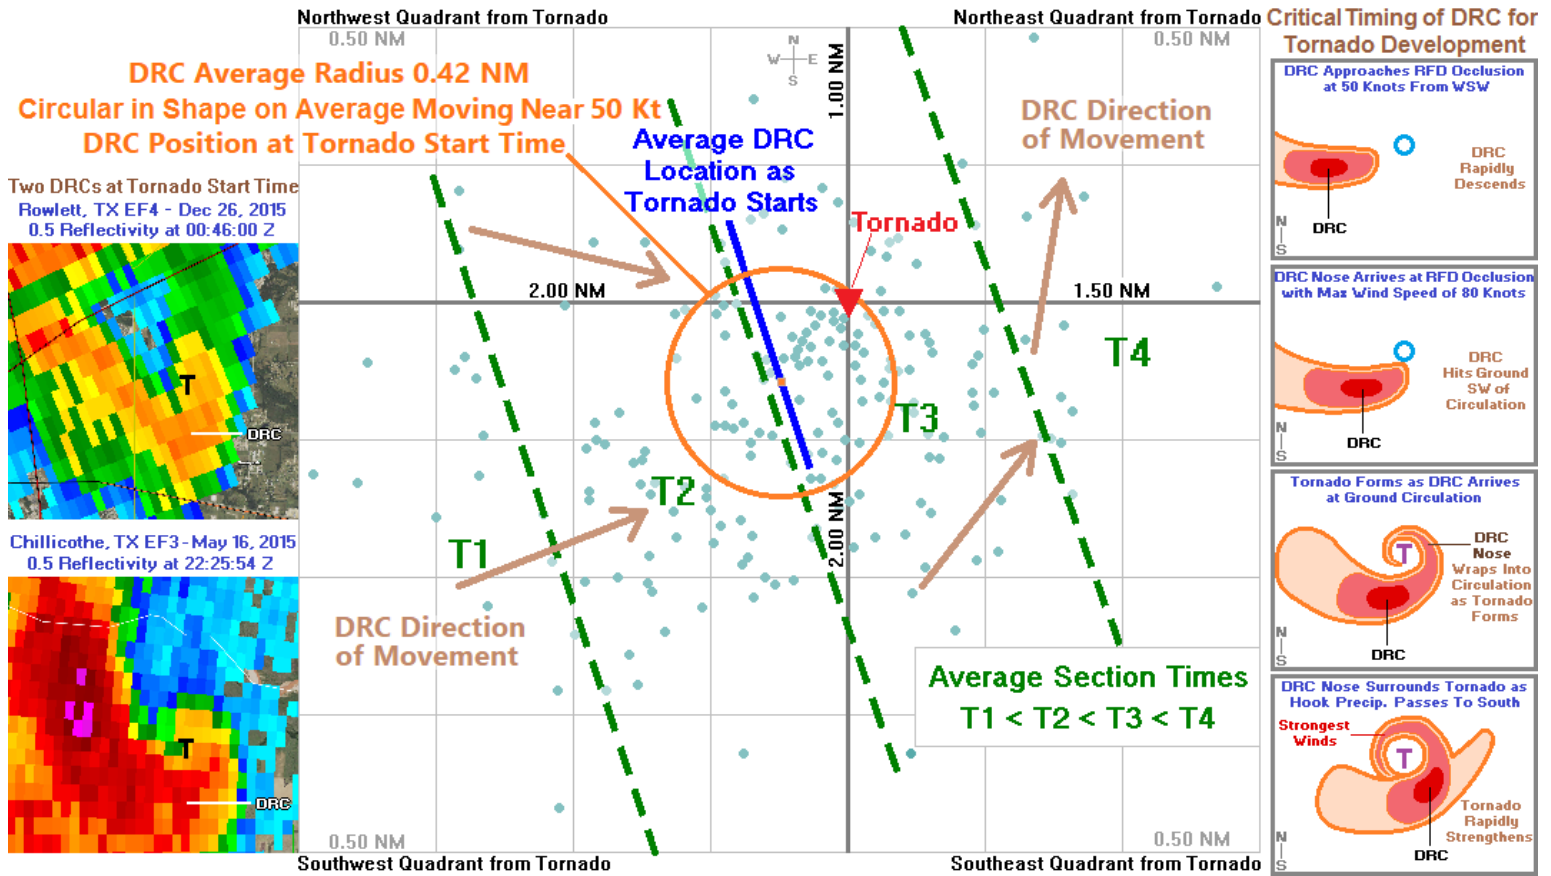 Northwest Quadrant from Tornado
Northeast Quadrant from Tornado
0.50 NM
0.50 NM
N
W E
S
1.00 NM
DRC Average Radius 0.42 NM
Circular in Shape on Average Moving Near 50 Kt
DRC Position at Tornado Start Time
Average DRC
Location as
Tornado Starts
DRC Direction
of Movement
Tornado
2.00 NM
1.50 NM
T4
T3
T2
T1
2.00 NM
DRC Direction
of Movement
Average Section Times
T1 < T2 < T3 < T4
0.50 NM
0.50 NM
Southwest Quadrant from Tornado
Southeast Quadrant from Tornado
Two DRCs at Tornado Start Time
Rowlett, TX EF4 - Dec 26, 2015
0.5 Reflectivity at 00:46:00 Z
T
DRC
Chillicothe, TX EF3-May 16, 2015
0.5 Reflectivity at 22:25:54 Z
T
DRC
Critical Timing of DRC for
Tornado Development
DRC Approaches RFD Occlusion
at 50 Knots From WSW
DRC
Rapidly
Descends
N
S
DRC
DRC Nose Arrives at RFD Occlusion
with Max Wind Speed of 80 Knots
DRC
Hits Ground
SW of
Circulation
N
S
DRC
Tornado Forms as DRC Arrives
at Ground Circulation
T
DRC
Nose
Wraps Into
Circulation
as Tornado
Forms
N
S
DRC
DRC Nose Surrounds Tornado as
Hook Precip. Passes To South
Strongest
Winds
T
Tornado
Rapidly
Strengthens
N
S
DRC